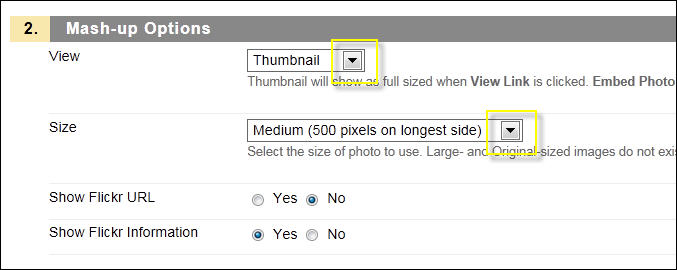 2. Mash-up Options
View
Thumbnail
Thumbnail will show as full sized when View Link is clicked. Embed Photo
Size
Medium (500 pixels on longest side)
Select the size of photo to use. Large- and Original-sized images do not exi
Show Flickr URL
Yes No
Show Flickr Information
Yes No